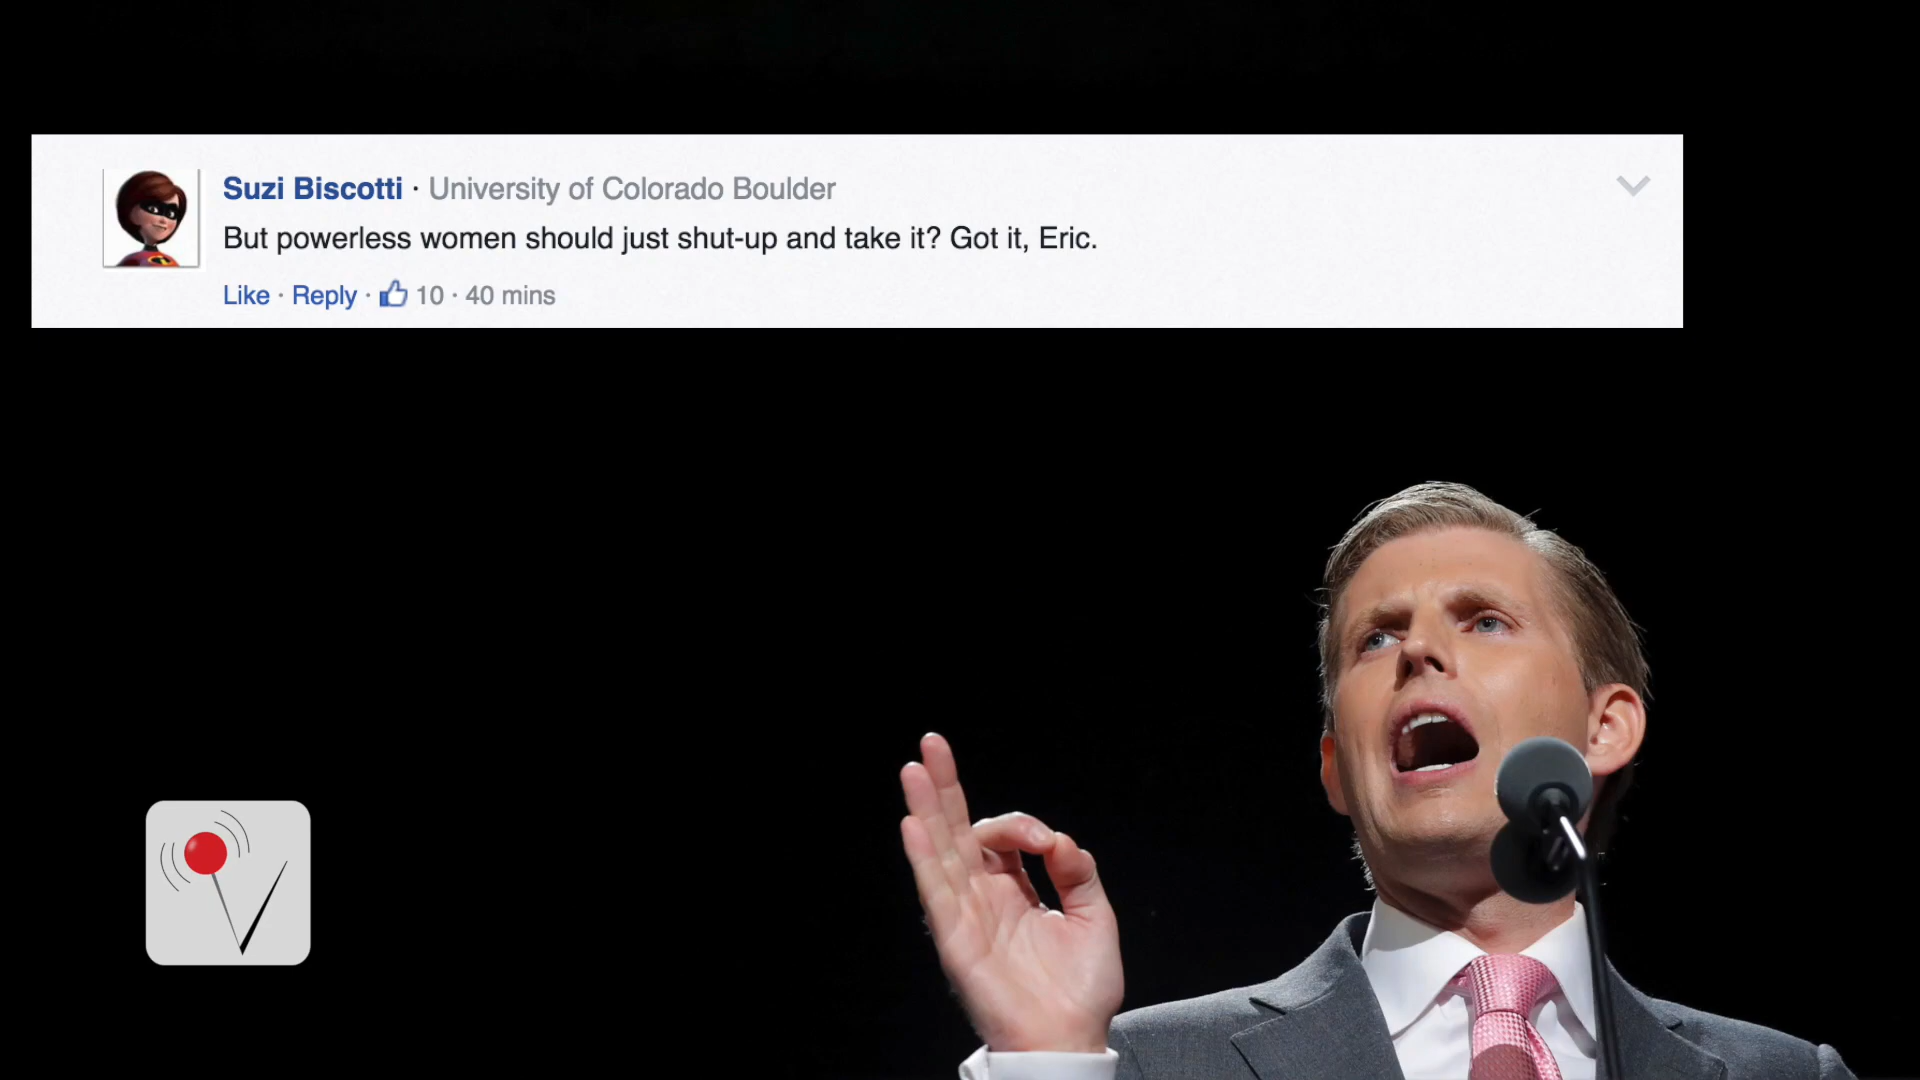 Suzi Biscotti · University of Colorado Boulder
But powerless women should just shut-up and take it? Got it, Eric.
Like · Reply · 10 · 40 mins